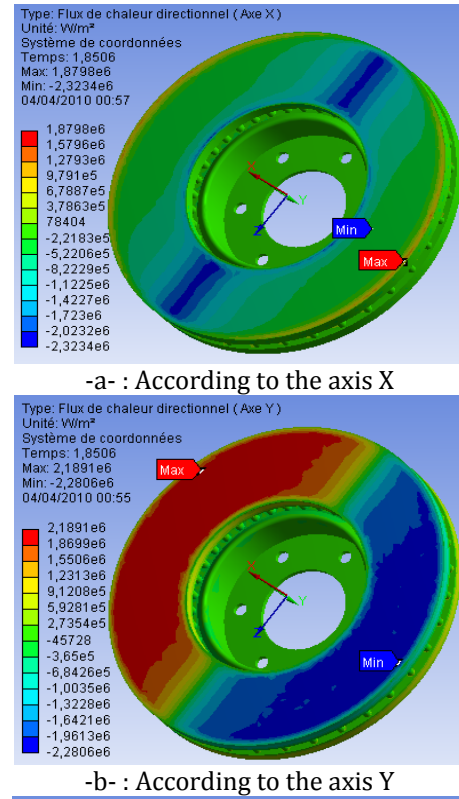 Type: Flux de chaleur directionnel ( Axe X )
Unité: W/m²
Système de coordonnées
Temps: 1,8506
Max: 1,8798e6
Min: -2,3234e6
04/04/2010 00:57
1,8798e6
1,5796e6
1,2793e6
9,791e5
6,7887e5
3,7863e5
78404
-2,2183e5
-5,2206e5
-8,2229e5
-1,1225e6
-1,4227e6
-1,723e6
-2,0232e6
-2,3234e6
X
Y
Z
Min
Max
-a- : According to the axis X
Type: Flux de chaleur directionnel ( Axe Y )
Unité: W/m²
Système de coordonnées
Temps: 1,8506
Max: 2,1891e6
Min: -2,2806e6
04/04/2010 00:55
Max
2,1891e6
1,8699e6
1,5506e6
1,2313e6
9,1208e5
5,9281e5
2,7354e5
-45728
-3,65e5
-6,8426e5
-1,0035e6
-1,3228e6
-1,6421e6
-1,9613e6
-2,2806e6
X
Y
Z
Min
-b- : According to the axis Y